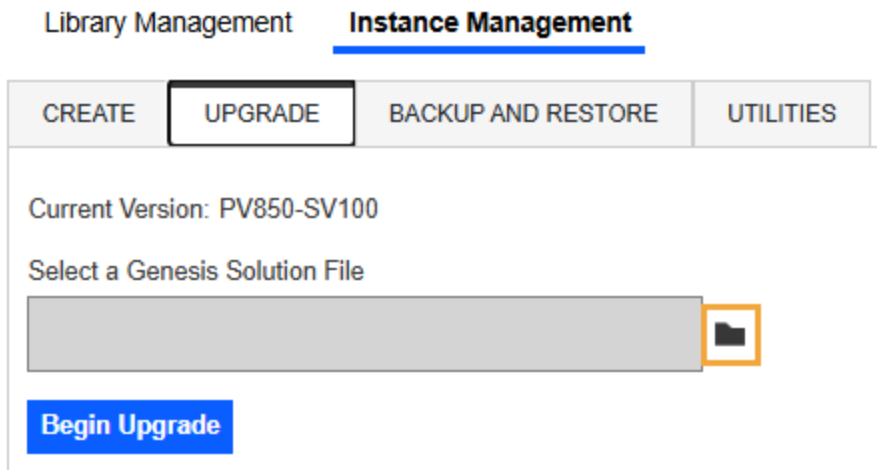 Library Management Instance Management
CREATE UPGRADE BACKUP AND RESTORE UTILITIES
Current Version: PV850-SV100
Select a Genesis Solution File
Begin Upgrade